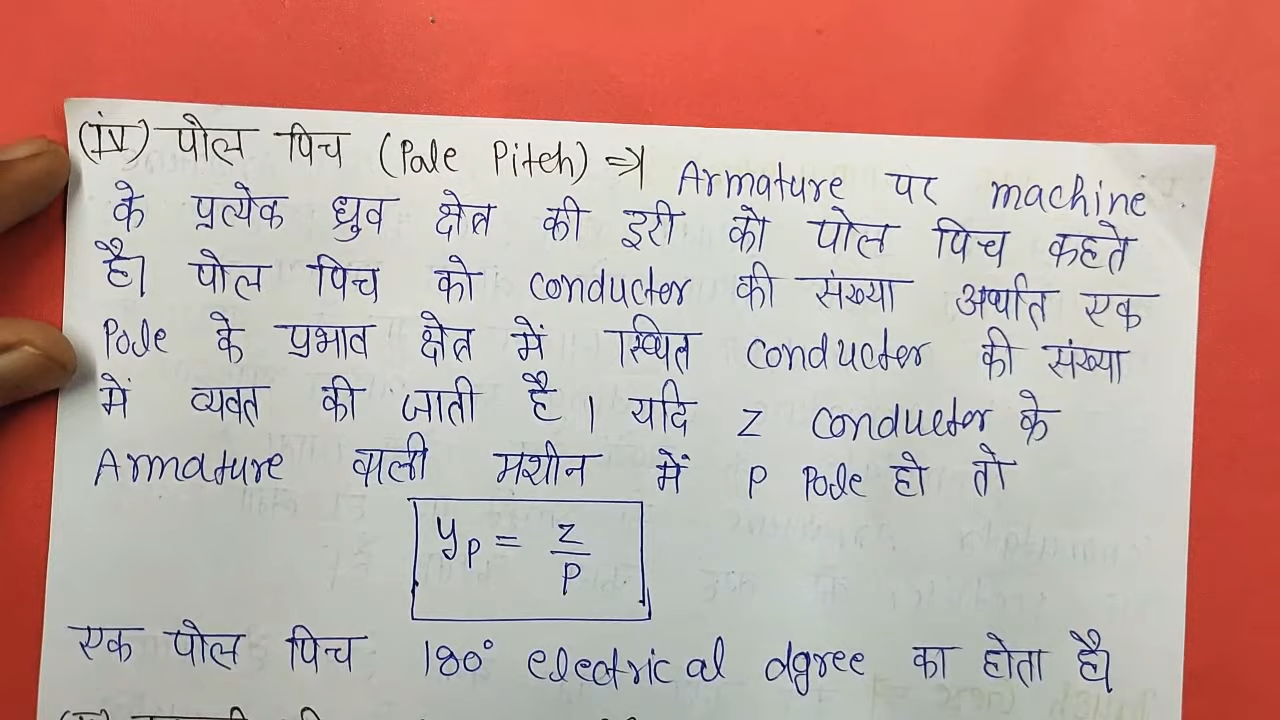 (iv) पोल पिच (Pole Pitch) ⇒ Armature पर machine
के प्रत्येक ध्रुव क्षेत्र की दूरी को पोल पिच कहते
है। पोल पिच को conductor की संख्या अर्थात एक
Pole के प्रभाव क्षेत्र में स्थित conductor की संख्या
में व्यक्त की जाती है । यदि Z conductor के
Armature वाली मशीन में P Pole हो तो
y_P = Z/P
एक पोल पिच 180° electrical dgree का होता है।